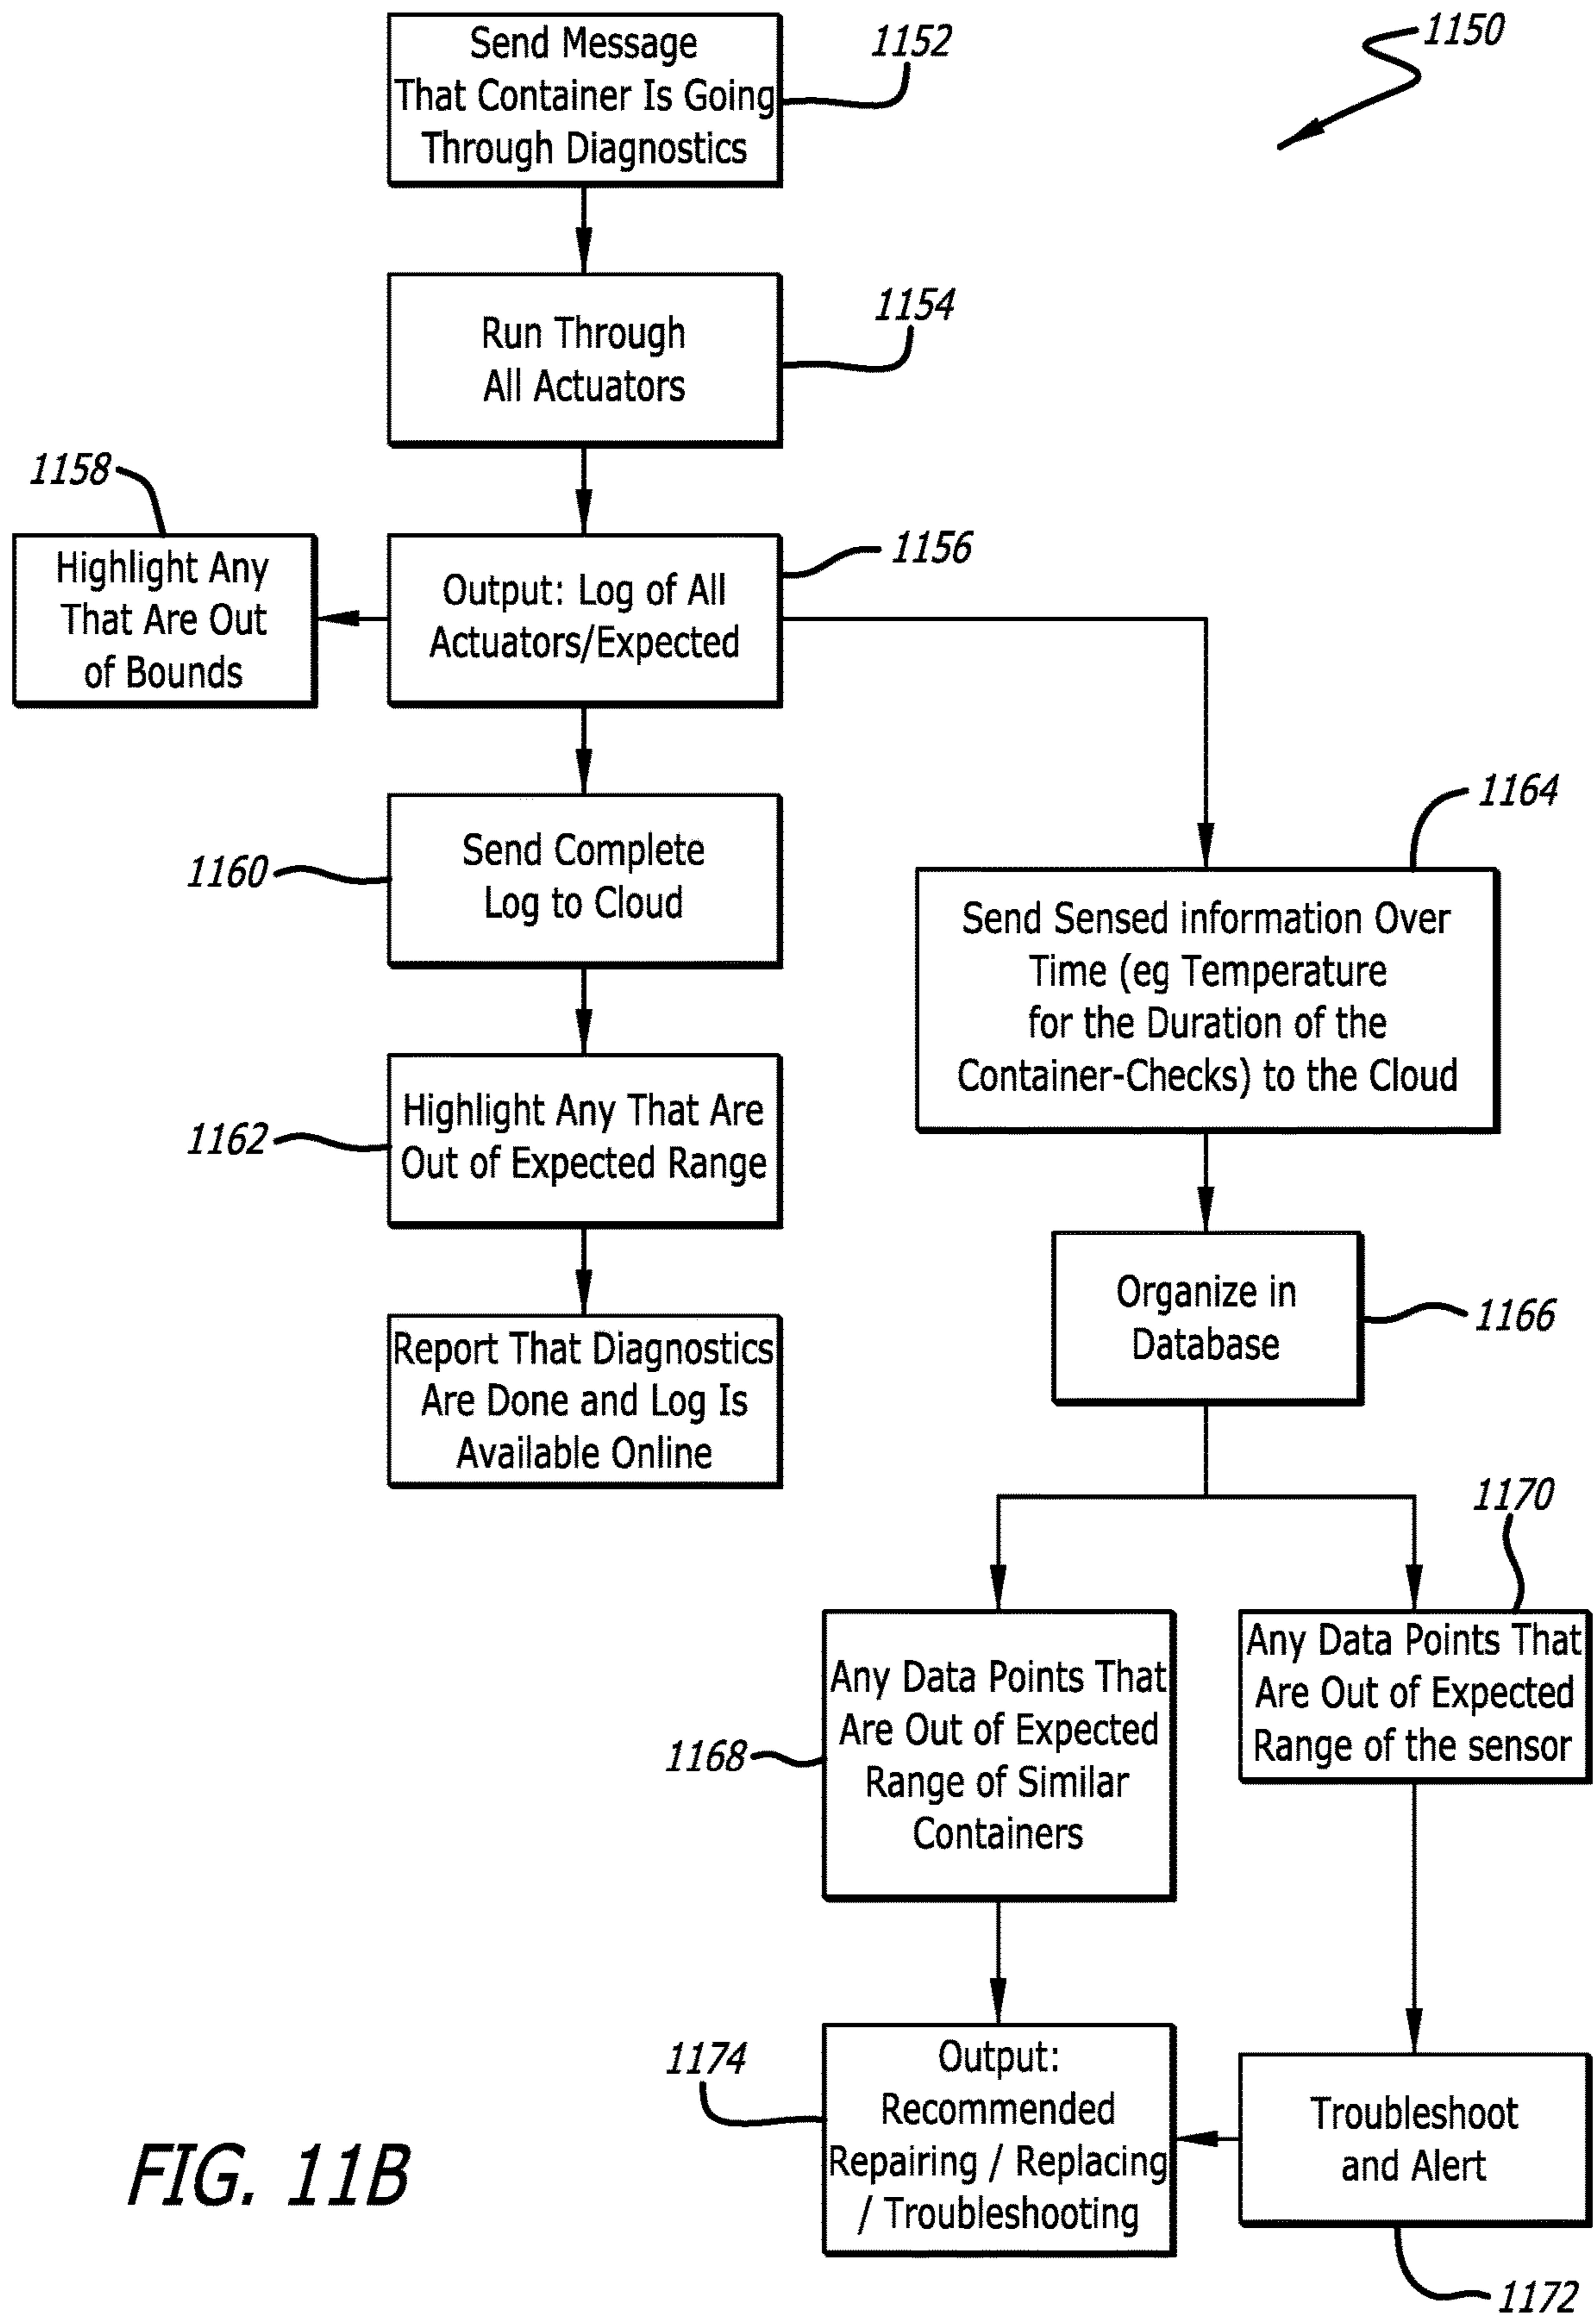 1150
Send Message
That Container Is Going
Through Diagnostics
1152
Run Through
All Actuators
1154
1158
Highlight Any
That Are Out
of Bounds
Output: Log of All
Actuators/Expected
1156
Send Complete
Log to Cloud
1160
Highlight Any That Are
Out of Expected Range
1162
Report That Diagnostics
Are Done and Log Is
Available Online
1164
Send Sensed information Over
Time (eg Temperature
for the Duration of the
Container-Checks) to the Cloud
Organize in
Database
1166
Any Data Points That
Are Out of Expected
Range of Similar
Containers
1168
1170
Any Data Points That
Are Out of Expected
Range of the sensor
1174
Output:
Recommended
Repairing / Replacing
/ Troubleshooting
Troubleshoot
and Alert
1172
FIG. 11B